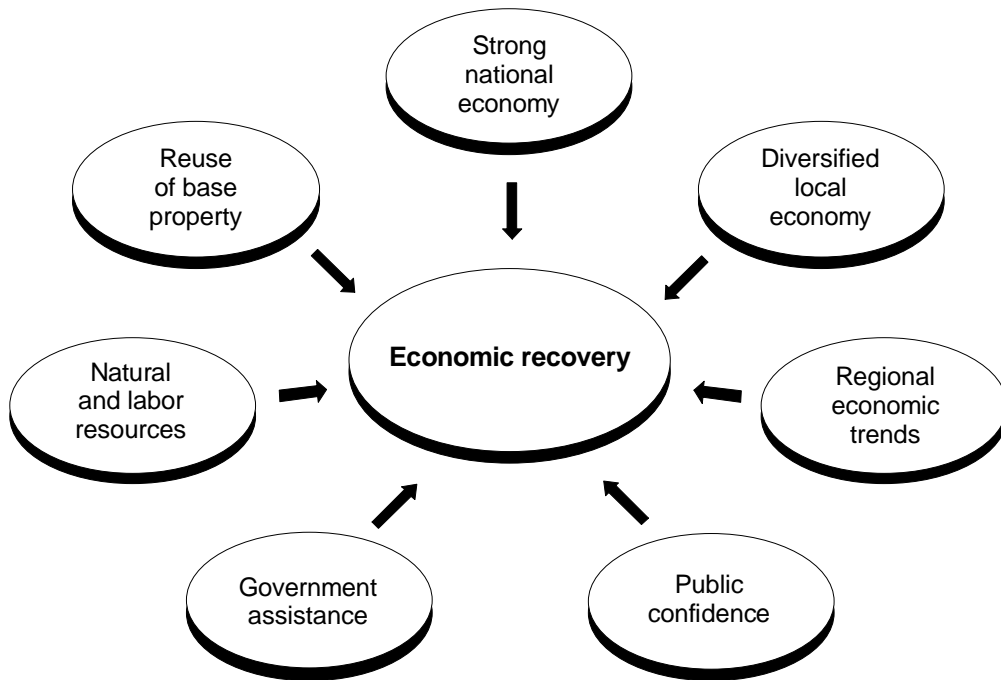 Strong
national
economy
Reuse
of base
property
Diversified
local
economy
Economic recovery
Natural
and labor
resources
Regional
economic
trends
Government
assistance
Public
confidence